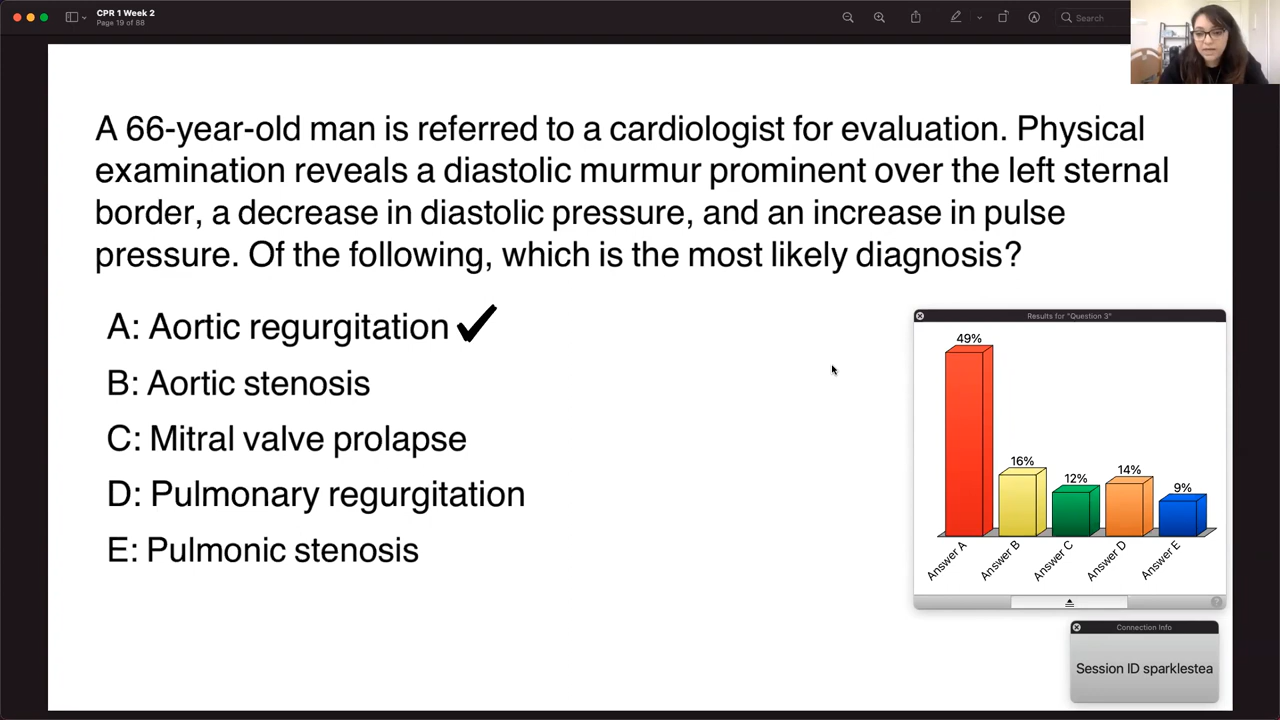 CPR 1 Week 2
Page 19 of 88
Search
A 66-year-old man is referred to a cardiologist for evaluation. Physical
examination reveals a diastolic murmur prominent over the left sternal
border, a decrease in diastolic pressure, and an increase in pulse
pressure. Of the following, which is the most likely diagnosis?
A: Aortic regurgitation ✓
B: Aortic stenosis
C: Mitral valve prolapse
D: Pulmonary regurgitation
E: Pulmonic stenosis
Results for "Question 3"
49%
16%
12%
14%
9%
Answer A
Answer B
Answer C
Answer D
Answer E
?
Connection Info
Session ID sparklestea